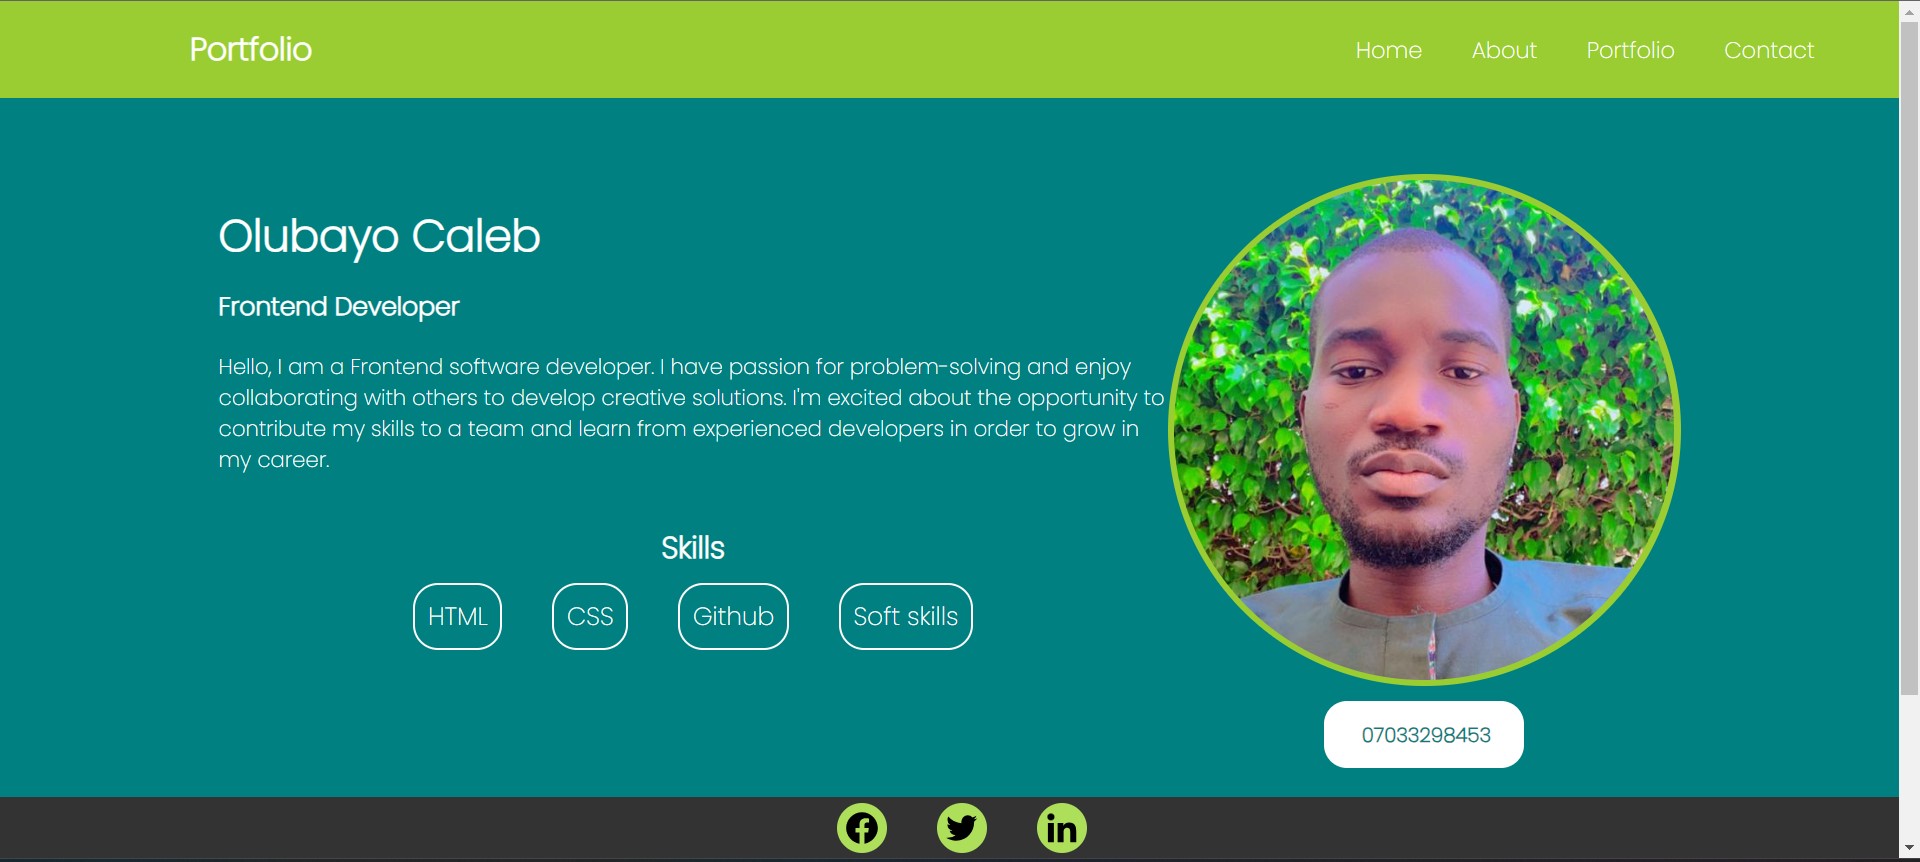 Portfolio
Home About Portfolio Contact
Olubayo Caleb
Frontend Developer
Hello, I am a Frontend software developer. I have passion for problem-solving and enjoy
collaborating with others to develop creative solutions. I'm excited about the opportunity to
contribute my skills to a team and learn from experienced developers in order to grow in
my career.
Skills
HTML CSS Github Soft skills
07033298453